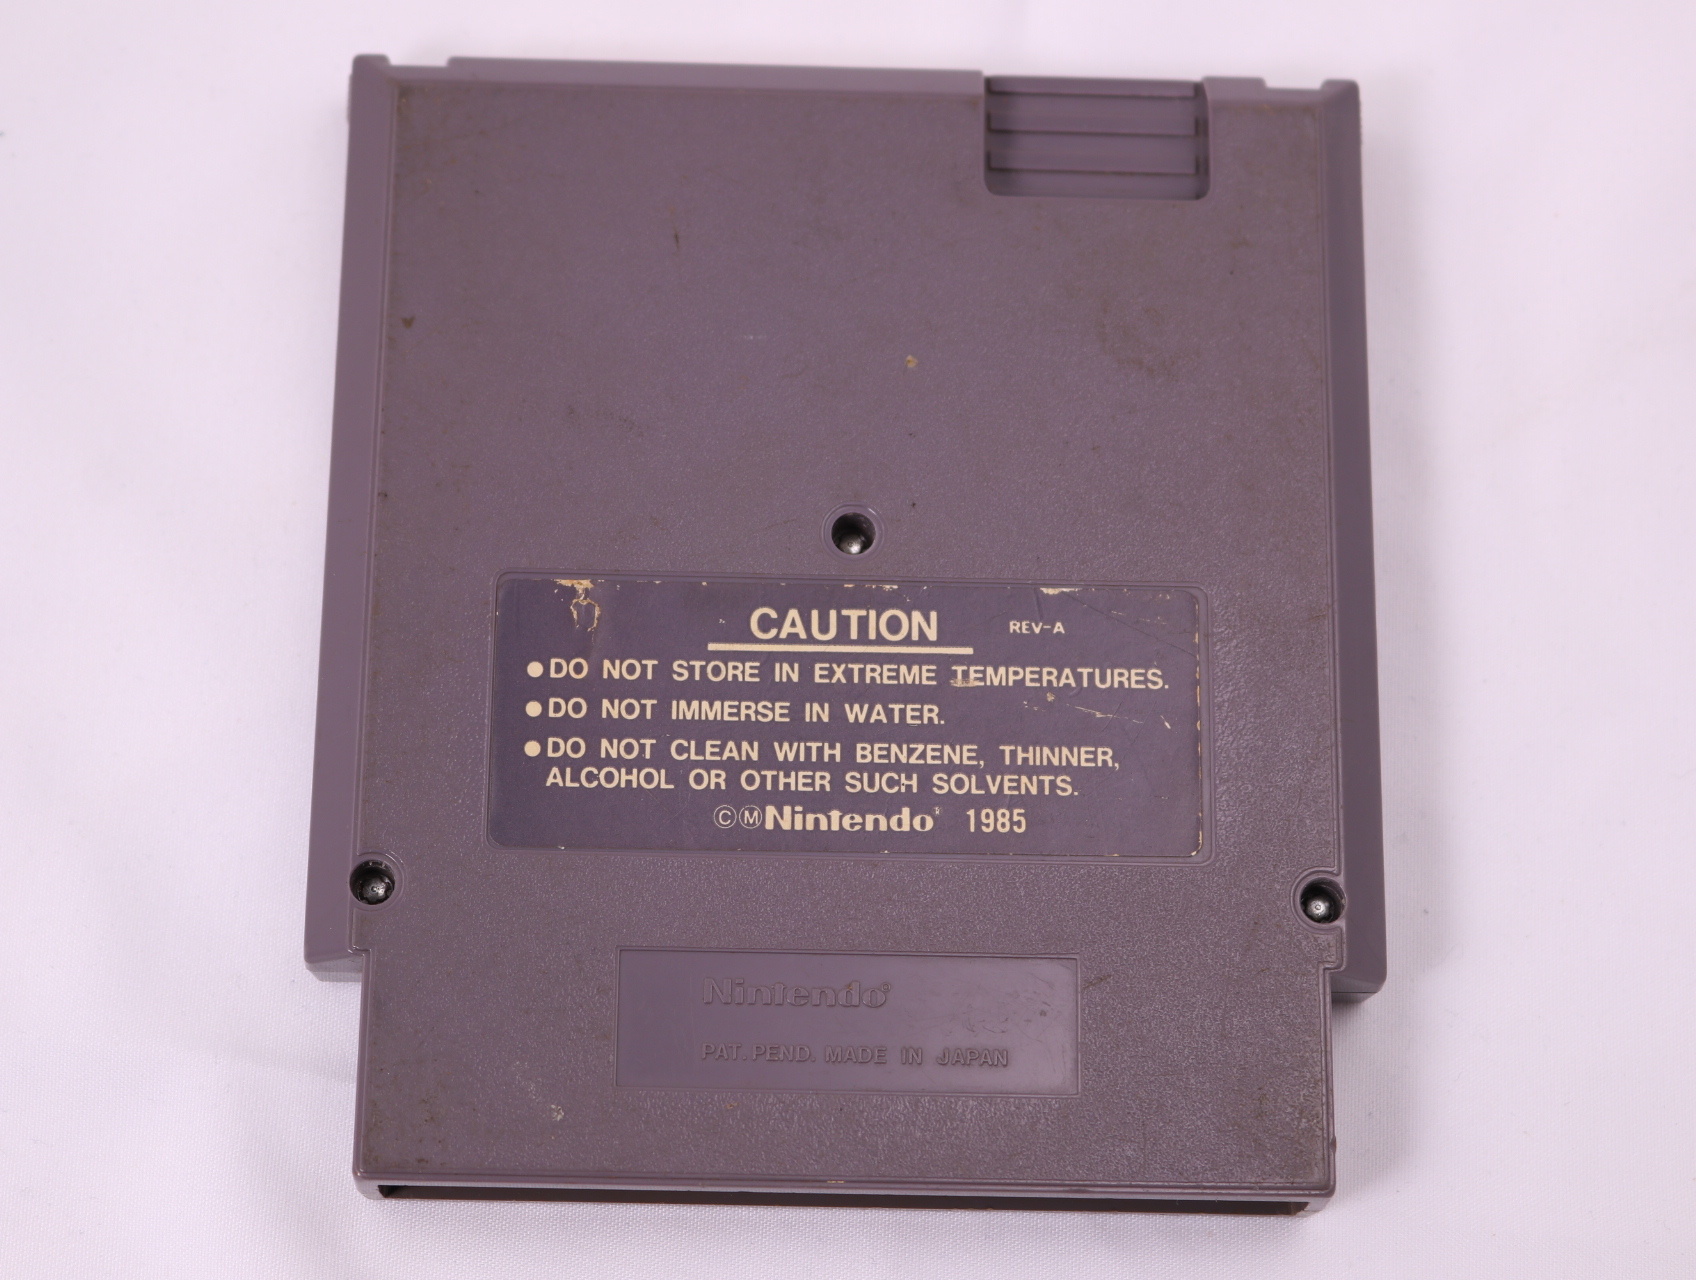 CAUTION REV-A
●DO NOT STORE IN EXTREME TEMPERATURES.
●DO NOT IMMERSE IN WATER.
●DO NOT CLEAN WITH BENZENE, THINNER,
ALCOHOL OR OTHER SUCH SOLVENTS.
©ⓂNintendo® 1985
Nintendo®
PAT. PEND. MADE IN JAPAN